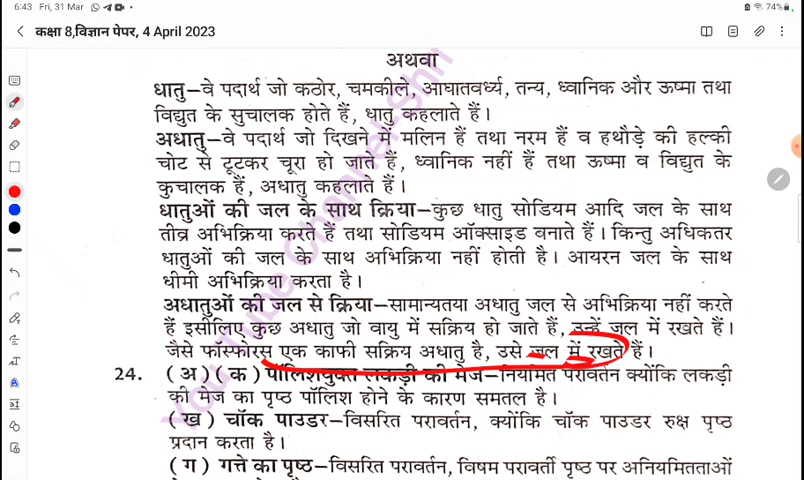 6:43 Fri, 31 Mar
74%
कक्षा 8,विज्ञान पेपर, 4 April 2023
अथवा
धातु–वे पदार्थ जो कठोर, चमकीले, आघातवर्ध्य, तन्य, ध्वानिक और ऊष्मा तथा
विद्युत के सुचालक होते हैं, धातु कहलाते हैं।
अधातु–वे पदार्थ जो दिखने में मलिन हैं तथा नरम हैं व हथौड़े की हल्की
चोट से टूटकर चूरा हो जाते हैं, ध्वानिक नहीं हैं तथा ऊष्मा व विद्युत के
कुचालक हैं, अधातु कहलाते हैं।
धातुओं की जल के साथ क्रिया–कुछ धातु सोडियम आदि जल के साथ
तीव्र अभिक्रिया करते हैं तथा सोडियम ऑक्साइड बनाते हैं। किन्तु अधिकतर
धातुओं की जल के साथ अभिक्रिया नहीं होती है। आयरन जल के साथ
धीमी अभिक्रिया करता है।
अधातुओं की जल से क्रिया–सामान्यतया अधातु जल से अभिक्रिया नहीं करते
हैं इसीलिए कुछ अधातु जो वायु में सक्रिय हो जाते हैं, उन्हें जल में रखते हैं।
जैसे फॉस्फोरस एक काफी सक्रिय अधातु है, उसे जल में रखते हैं।
24. (अ) (क) पॉलिशयुक्त लकड़ी की मेज–नियमित परावर्तन क्योंकि लकड़ी
की मेज का पृष्ठ पॉलिश होने के कारण समतल है।
(ख) चॉक पाउडर–विसरित परावर्तन, क्योंकि चॉक पाउडर रुक्ष पृष्ठ
प्रदान करता है।
(ग) गत्ते का पृष्ठ–विसरित परावर्तन, विषम परावर्ती पृष्ठ पर अनियमितताओं